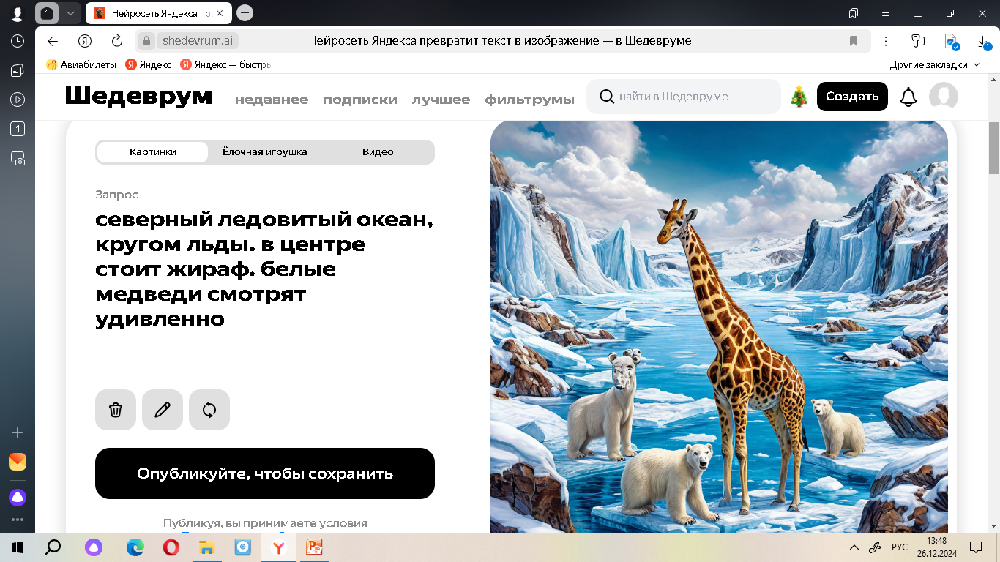 1
Нейросеть Яндекса пр
shedevrum.ai
Нейросеть Яндекса превратит текст в изображение — в Шедевруме
1
Авиабилеты
Я Яндекс
Я Яндекс — быстры
Другие закладки
Шедеврум
недавнее
подписки
лучшее
фильтрумы
найти в Шедевруме
Создать
1
Картинки
Ёлочная игрушка
Видео
Запрос
северный ледовитый океан,
кругом льды. в центре
стоит жираф. белые
медведи смотрят
удивленно
Опубликуйте, чтобы сохранить
Публикуя, вы принимаете условия
РУС
13:48
26.12.2024